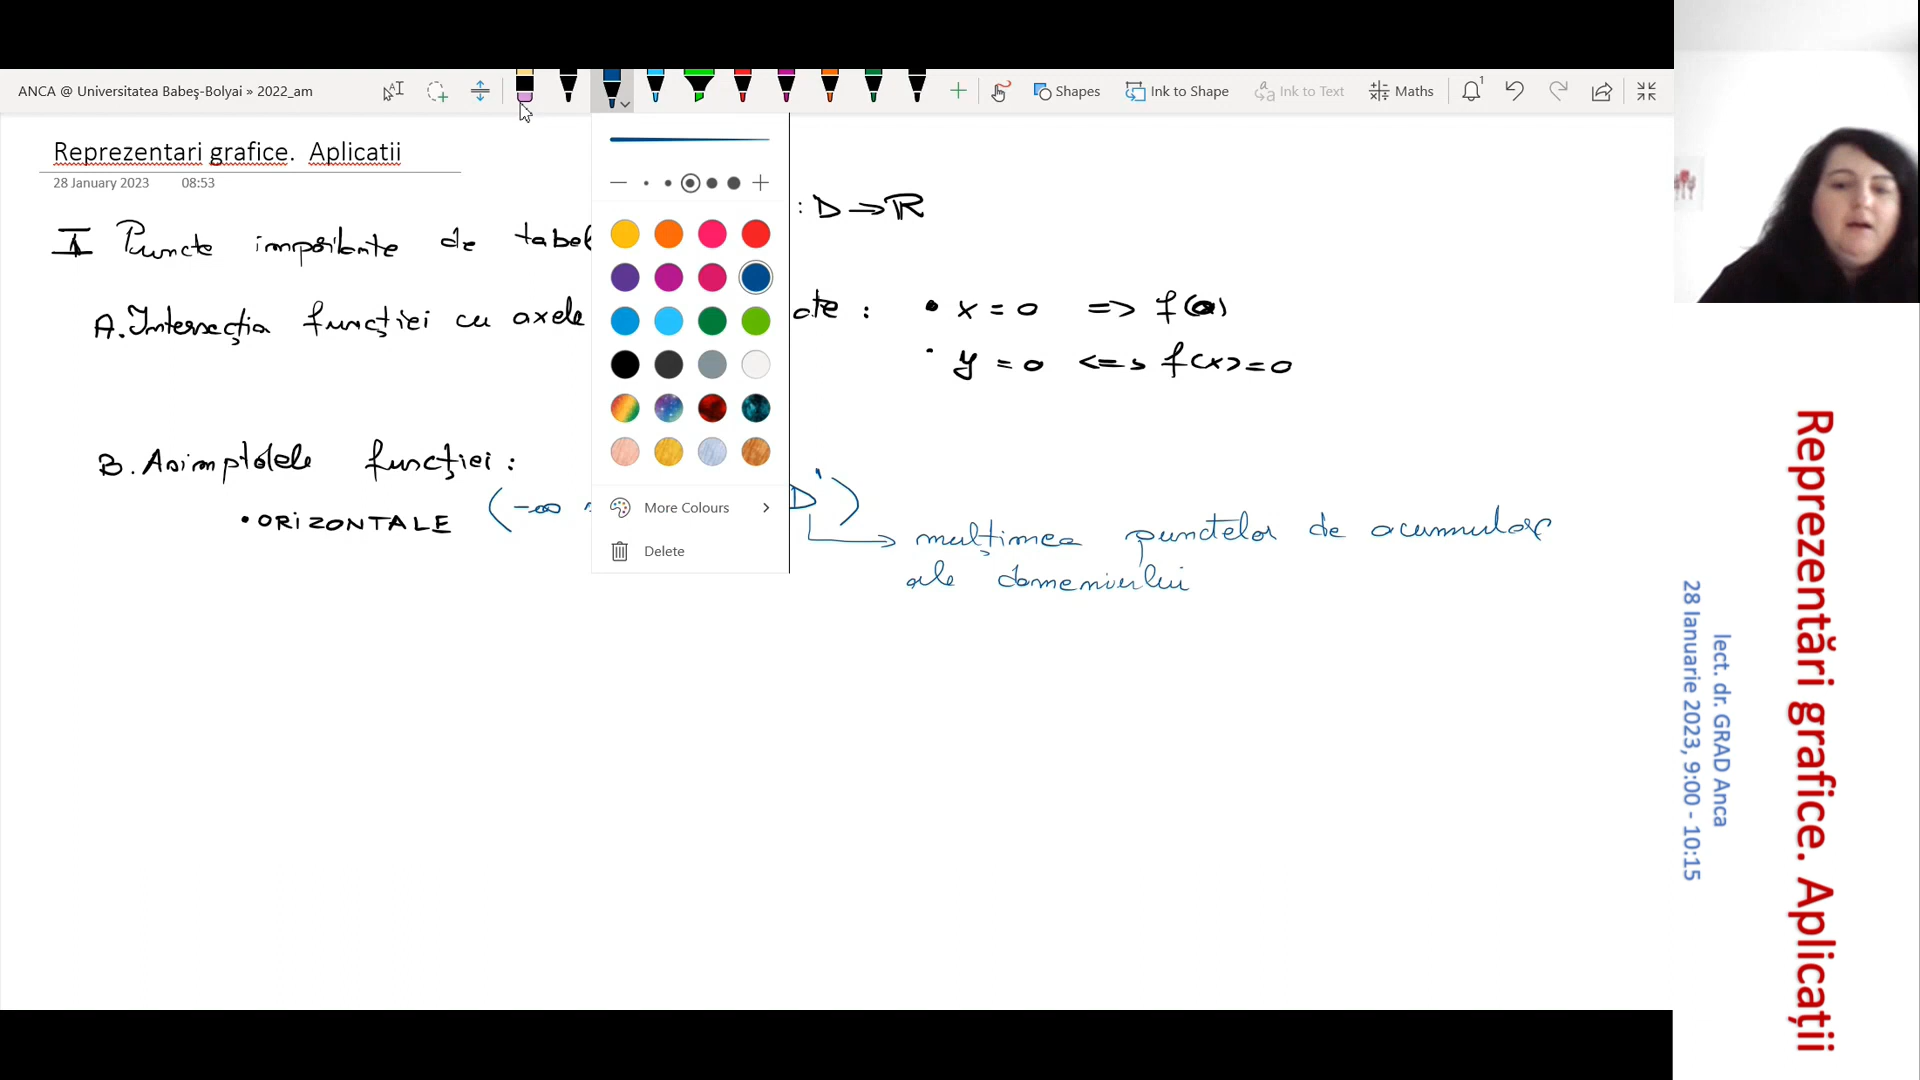 ANCA @ Universitatea Babeş-Bolyai » 2022_am
Shapes
Ink to Shape
Ink to Text
Maths
1
Reprezentari grafice. Aplicatii
28 January 2023 08:53
: D → ℝ
I Puncte importante de tabel
A. Intersecția funcției cu axele
: • x = 0 => f(0)
• y = 0 <=> f(x) = 0
B. Asimptotele funcției :
• ORIZONTALE (-∞ D')
mulțimea punctelor de acumulare
ale domeniului
More Colours
Delete
Reprezentări grafice. Aplicații
lect. dr. GRAD Anca
28 Ianuarie 2023, 9:00 - 10:15